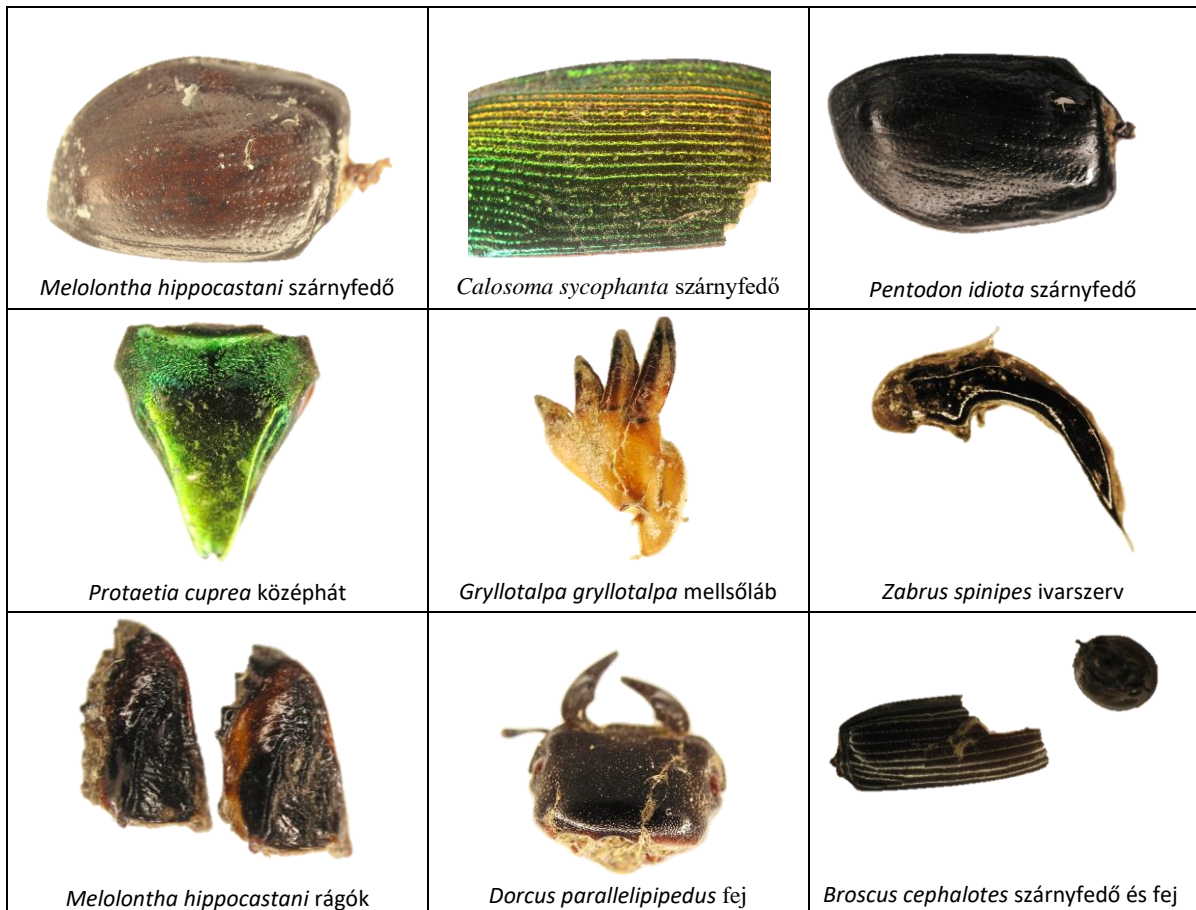 Melolontha hippocastani szárnyfedő
Calosoma sycophanta szárnyfedő
Pentodon idiota szárnyfedő
Protaetia cuprea középhát
Gryllotalpa gryllotalpa mellsőláb
Zabrus spinipes ivarszerv
Melolontha hippocastani rágók
Dorcus parallelipipedus fej
Broscus cephalotes szárnyfedő és fej